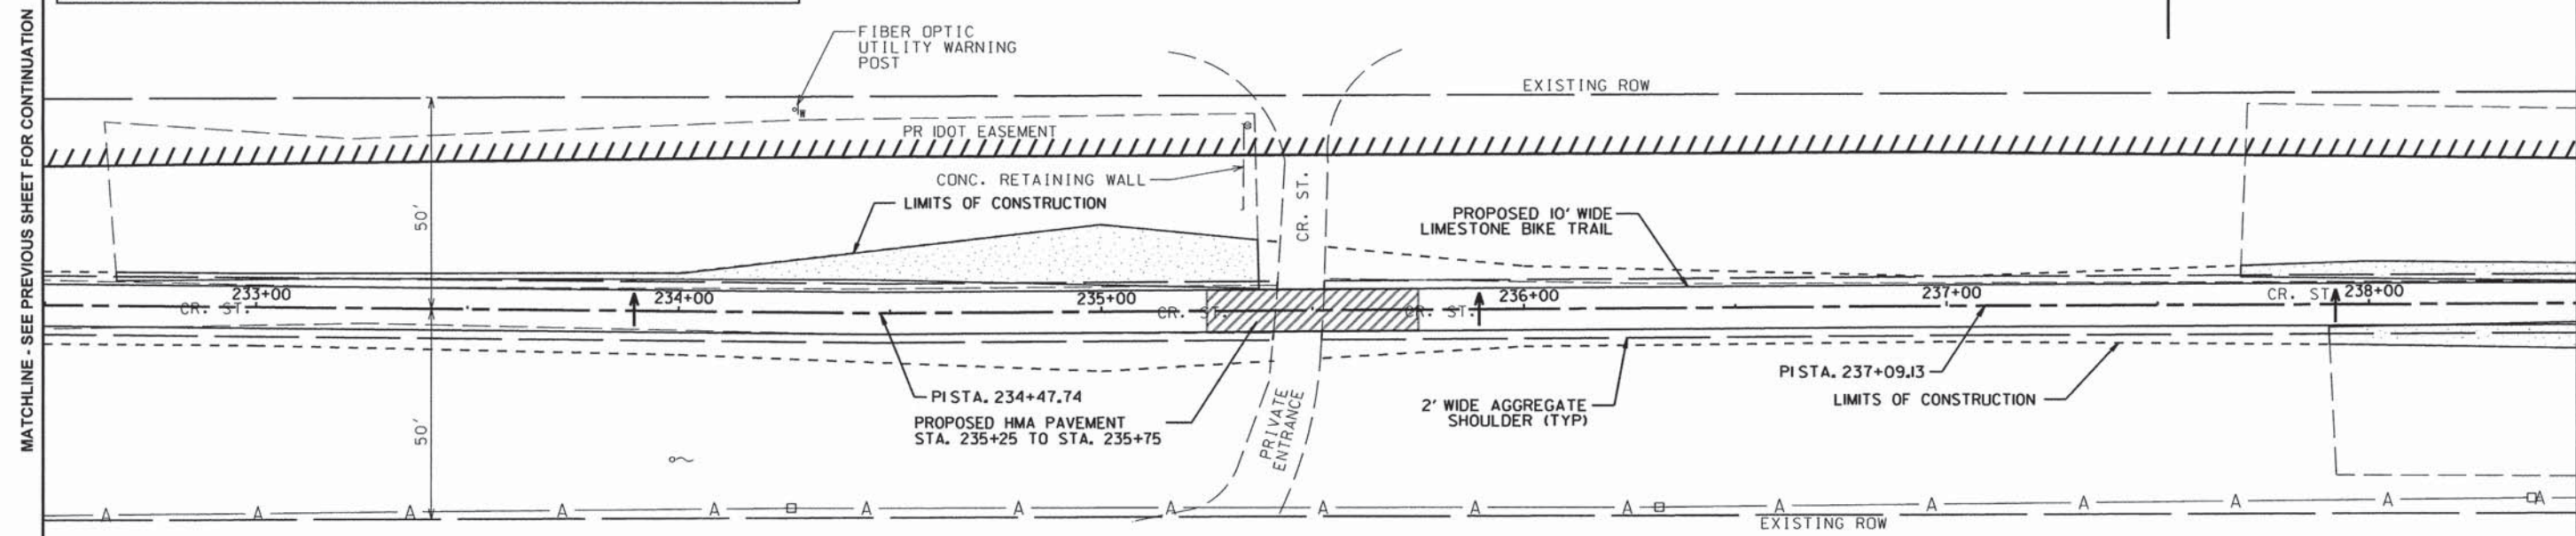 MATCHLINE - SEE PREVIOUS SHEET FOR CONTINUATION
FIBER OPTIC
UTILITY WARNING
POST
W
EXISTING ROW
PR IDOT EASEMENT
CONC. RETAINING WALL
LIMITS OF CONSTRUCTION
50'
CR. ST.
PROPOSED 10' WIDE
LIMESTONE BIKE TRAIL
233+00
234+00
235+00
236+00
237+00
238+00
CR. ST.
CR. ST.
CR. ST.
CR. ST.
PI STA. 234+47.74
PROPOSED HMA PAVEMENT
STA. 235+25 TO STA. 235+75
PRIVATE
ENTRANCE
2' WIDE AGGREGATE
SHOULDER (TYP)
PI STA. 237+09.13
LIMITS OF CONSTRUCTION
50'
A A A A A A A A A A A A A A A A A
EXISTING ROW